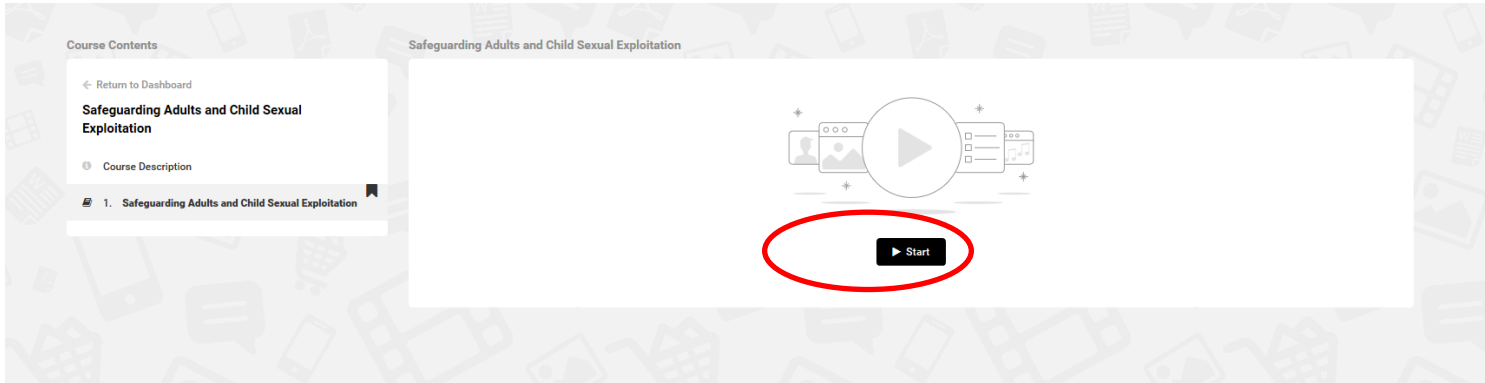 Course Contents
Safeguarding Adults and Child Sexual Exploitation
← Return to Dashboard
Safeguarding Adults and Child Sexual
Exploitation
Course Description
1. Safeguarding Adults and Child Sexual Exploitation
Start